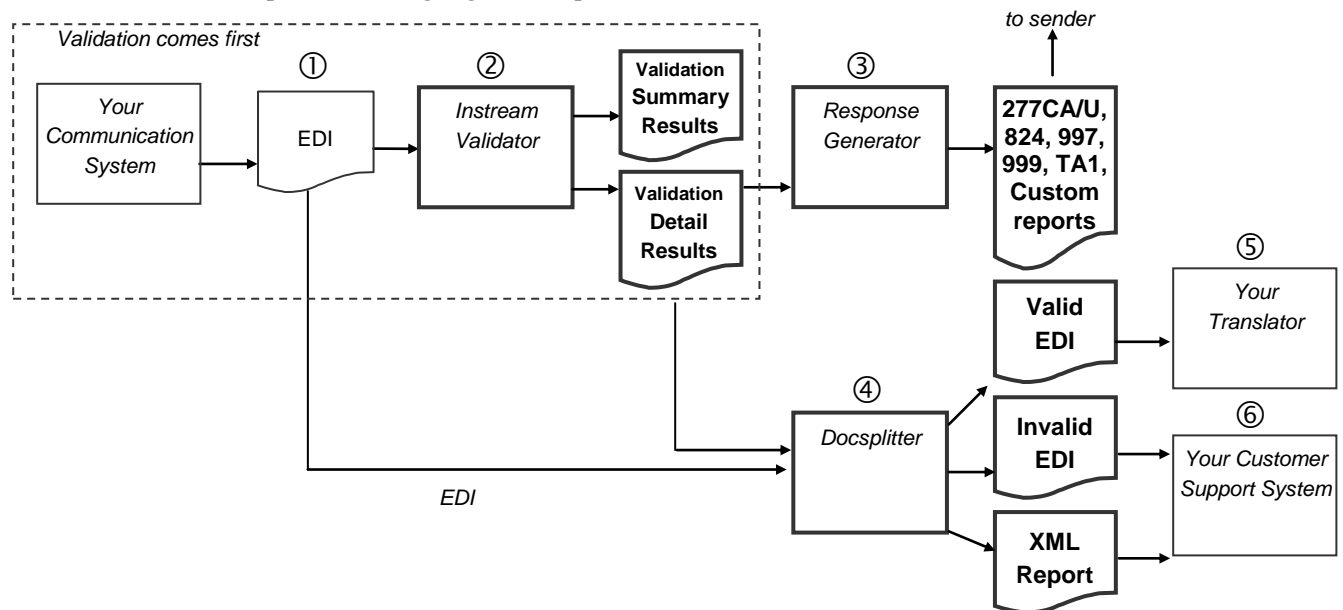 to sender
Validation comes first
①
②
③
Your
Communication
System
EDI
Instream
Validator
Validation
Summary
Results
Validation
Detail
Results
Response
Generator
277CA/U,
824, 997,
999, TA1,
Custom
reports
⑤
Your
Translator
Valid
EDI
④
Docsplitter
Invalid
EDI
⑥
Your Customer
Support System
EDI
XML
Report